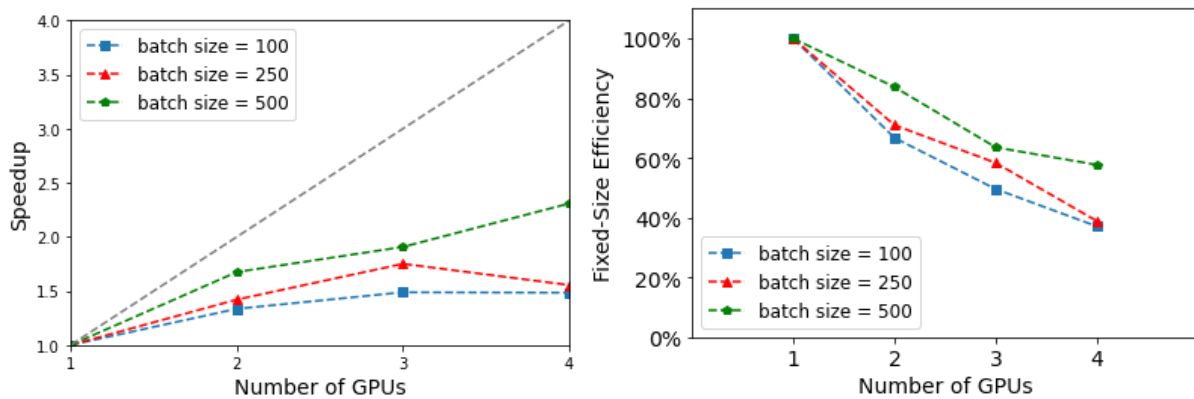 4.0
3.5
3.0
2.5
2.0
1.5
1.0
Speedup
batch size = 100
batch size = 250
batch size = 500
1 2 3 4
Number of GPUs
100%
80%
60%
40%
20%
0%
Fixed-Size Efficiency
batch size = 100
batch size = 250
batch size = 500
1 2 3 4
Number of GPUs